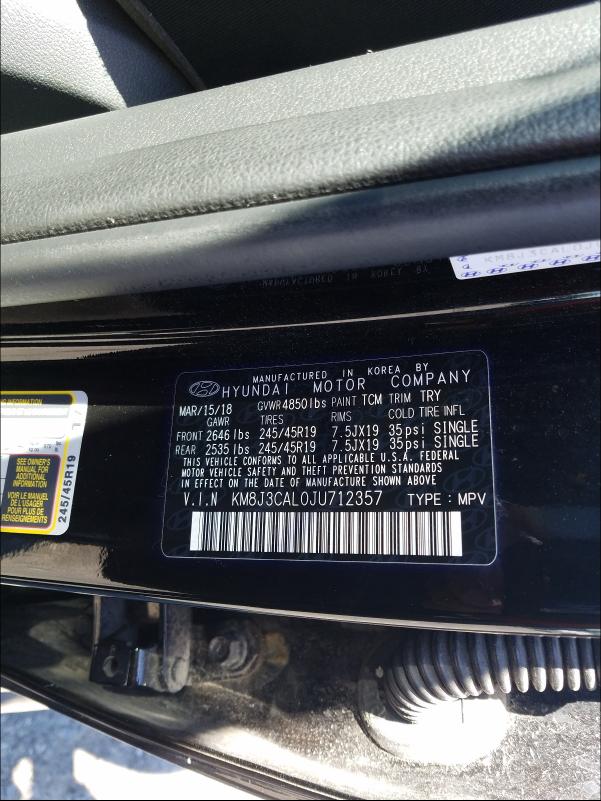 KM8J3CAL0J
MANUFACTURED IN KOREA BY
HYUNDAI MOTOR COMPANY
MAR/15/18 GVWR 4850lbs PAINT TCM TRIM TRY
GAWR TIRES RIMS COLD TIRE INFL
FRONT 2646 lbs 245/45R19 7.5JX19 35psi SINGLE
REAR 2535 lbs 245/45R19 7.5JX19 35psi SINGLE
THIS VEHICLE CONFORMS TO ALL APPLICABLE U.S.A. FEDERAL
MOTOR VEHICLE SAFETY AND THEFT PREVENTION STANDARDS
IN EFFECT ON THE DATE OF MANUFACTURE SHOWN ABOVE
V.I.N KM8J3CAL0JU712357 TYPE : MPV
SEE OWNER'S
MANUAL FOR
ADDITIONAL
INFORMATION
VOIR LE MANUEL
DE L'USAGER
POUR PLUS DE
RENSEIGNEMENTS
245/45R19